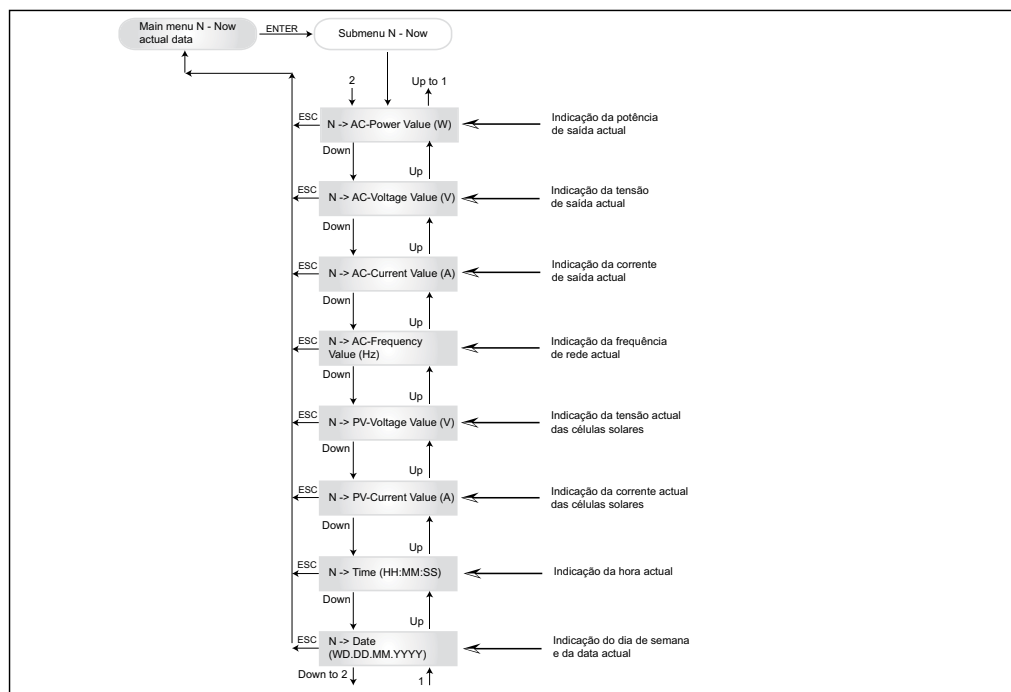 Main menu N - Now
actual data
ENTER
Submenu N - Now
2
Up to 1
ESC
N -> AC-Power Value (W)
Indicação da potência
de saída actual
Down
Up
ESC
N -> AC-Voltage Value (V)
Indicação da tensão
de saída actual
Down
Up
ESC
N -> AC-Current Value (A)
Indicação da corrente
de saída actual
Down
Up
ESC
N -> AC-Frequency
Value (Hz)
Indicação da frequência
de rede actual
Down
Up
ESC
N -> PV-Voltage Value (V)
Indicação da tensão actual
das células solares
Down
Up
ESC
N -> PV-Current Value (A)
Indicação da corrente actual
das células solares
Down
Up
ESC
N -> Time (HH:MM:SS)
Indicação da hora actual
Down
Up
ESC
N -> Date
(WD.DD.MM.YYYY)
Indicação do dia de semana
e da data actual
Down to 2
1